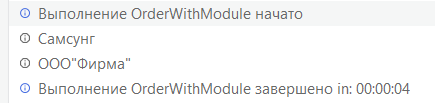 Выполнение OrderWithModule начато
Самсунг
ООО"Фирма"
Выполнение OrderWithModule завершено in: 00:00:04